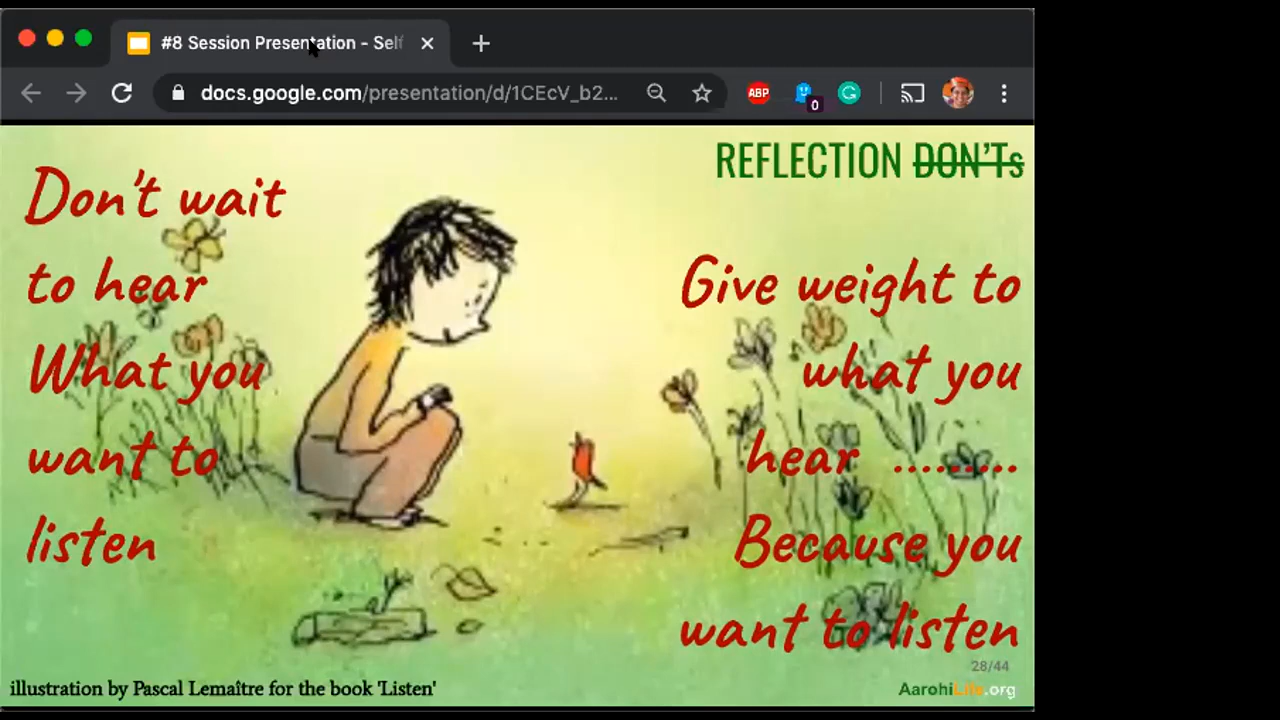 #8 Session Presentation - Self
docs.google.com/presentation/d/1CEcV_b2...
ABP
0
REFLECTION DON'Ts
Don't wait
to hear
What you
want to
listen
Give weight to
what you
hear .........
Because you
want to listen
28/44
illustration by Pascal Lemaître for the book 'Listen'
AarohiLife.org